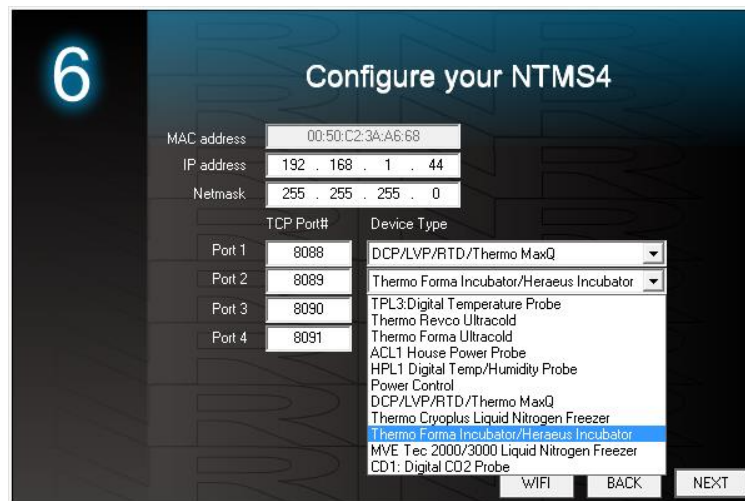 6
Configure your NTMS4
MAC address 00:50:C2:3A:A6:68
IP address 192 . 168 . 1 . 44
Netmask 255 . 255 . 255 . 0
TCP Port# Device Type
Port 1 8088 DCP/LVP/RTD/Thermo MaxQ
Port 2 8089 Thermo Forma Incubator/Heraeus Incubator
Port 3 8090
Port 4 8091
TPL3:Digital Temperature Probe
Thermo Revco Ultracold
Thermo Forma Ultracold
ACL1 House Power Probe
HPL1 Digital Temp/Humidity Probe
Power Control
DCP/LVP/RTD/Thermo MaxQ
Thermo Cryoplus Liquid Nitrogen Freezer
Thermo Forma Incubator/Heraeus Incubator
MVE Tec 2000/3000 Liquid Nitrogen Freezer
CD1: Digital CO2 Probe
WIFI BACK NEXT